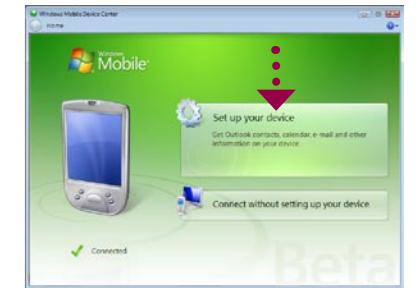 Windows Mobile Device Center
Home
Windows
Mobile
Set up your device
Get Outlook contacts, calendar, e-mail and other
information on your device.
Connect without setting up your device
Connected
Beta